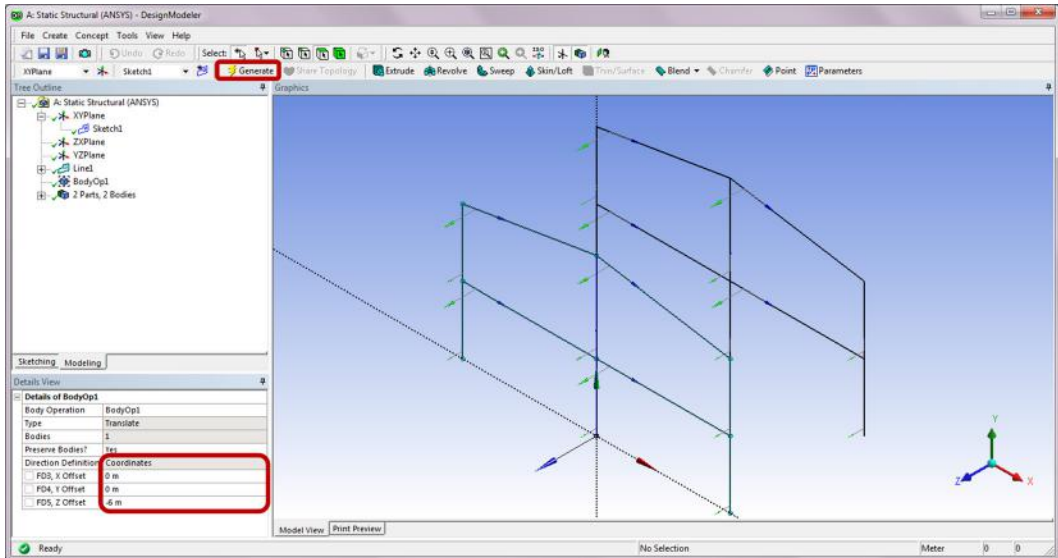 A: Static Structural (ANSYS) - DesignModeler
File Create Concept Tools View Help
Undo Redo Select:
XYPlane Sketch1 Generate Share Topology Extrude Revolve Sweep Skin/Loft Thin/Surface Blend Chamfer Point Parameters
Tree Outline
Graphics
A: Static Structural (ANSYS)
XYPlane
Sketch1
ZXPlane
YZPlane
Line1
BodyOp1
2 Parts, 2 Bodies
Sketching Modeling
Details View
Details of BodyOp1
Body Operation BodyOp1
Type Translate
Bodies 1
Preserve Bodies? Yes
Direction Definition Coordinates
FD3, X Offset 0 m
FD4, Y Offset 0 m
FD5, Z Offset -6 m
Y
Z
X
Model View Print Preview
Ready No Selection Meter 0 0